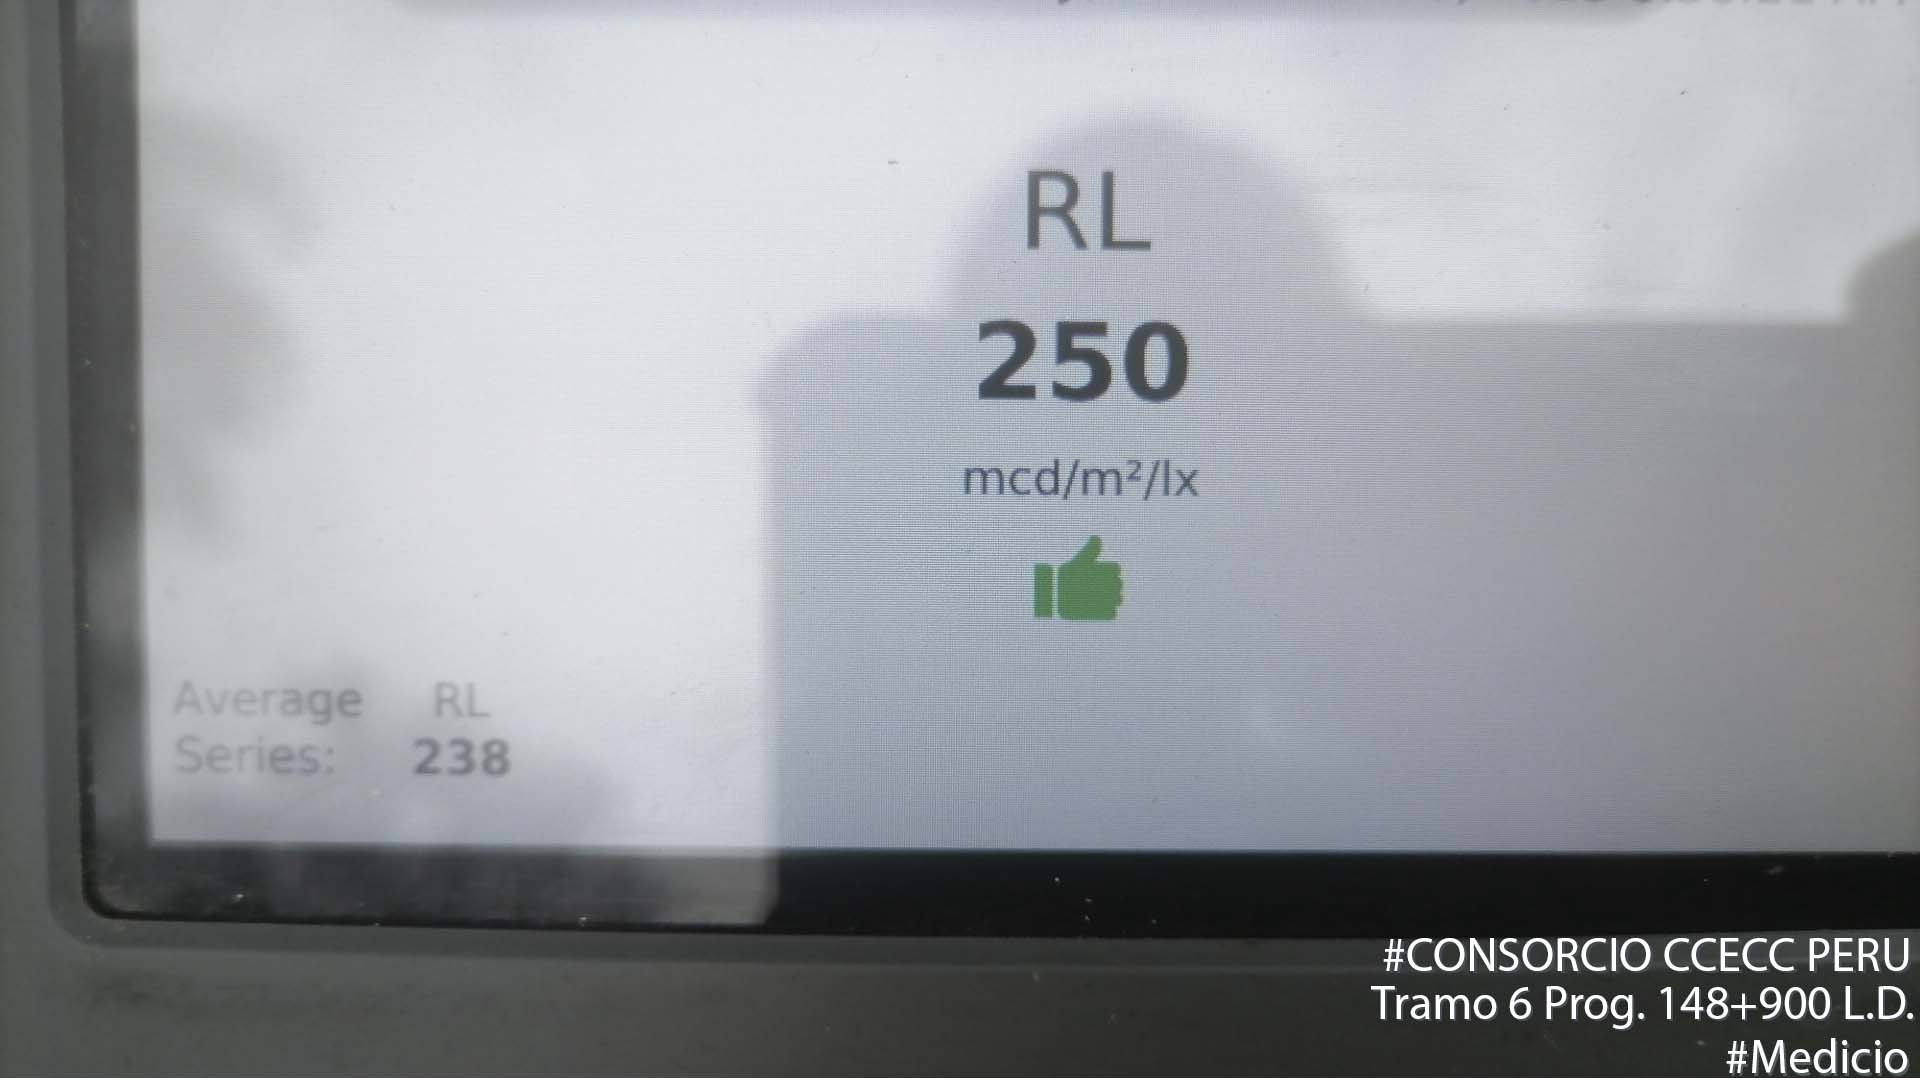 RL
250
mcd/m²/lx
Average RL
Series: 238
#CONSORCIO CCECC PERU
Tramo 6 Prog. 148+900 L.D.
#Medicio